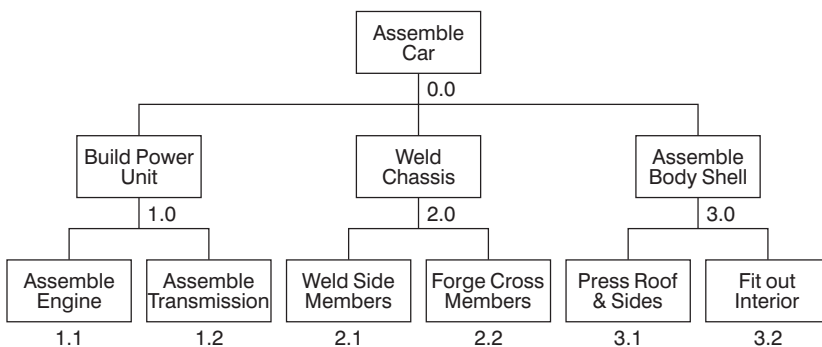 Assemble
Car
0.0
Build Power
Unit
1.0
Weld
Chassis
2.0
Assemble
Body Shell
3.0
Assemble
Engine
1.1
Assemble
Transmission
1.2
Weld Side
Members
2.1
Forge Cross
Members
2.2
Press Roof
& Sides
3.1
Fit out
Interior
3.2